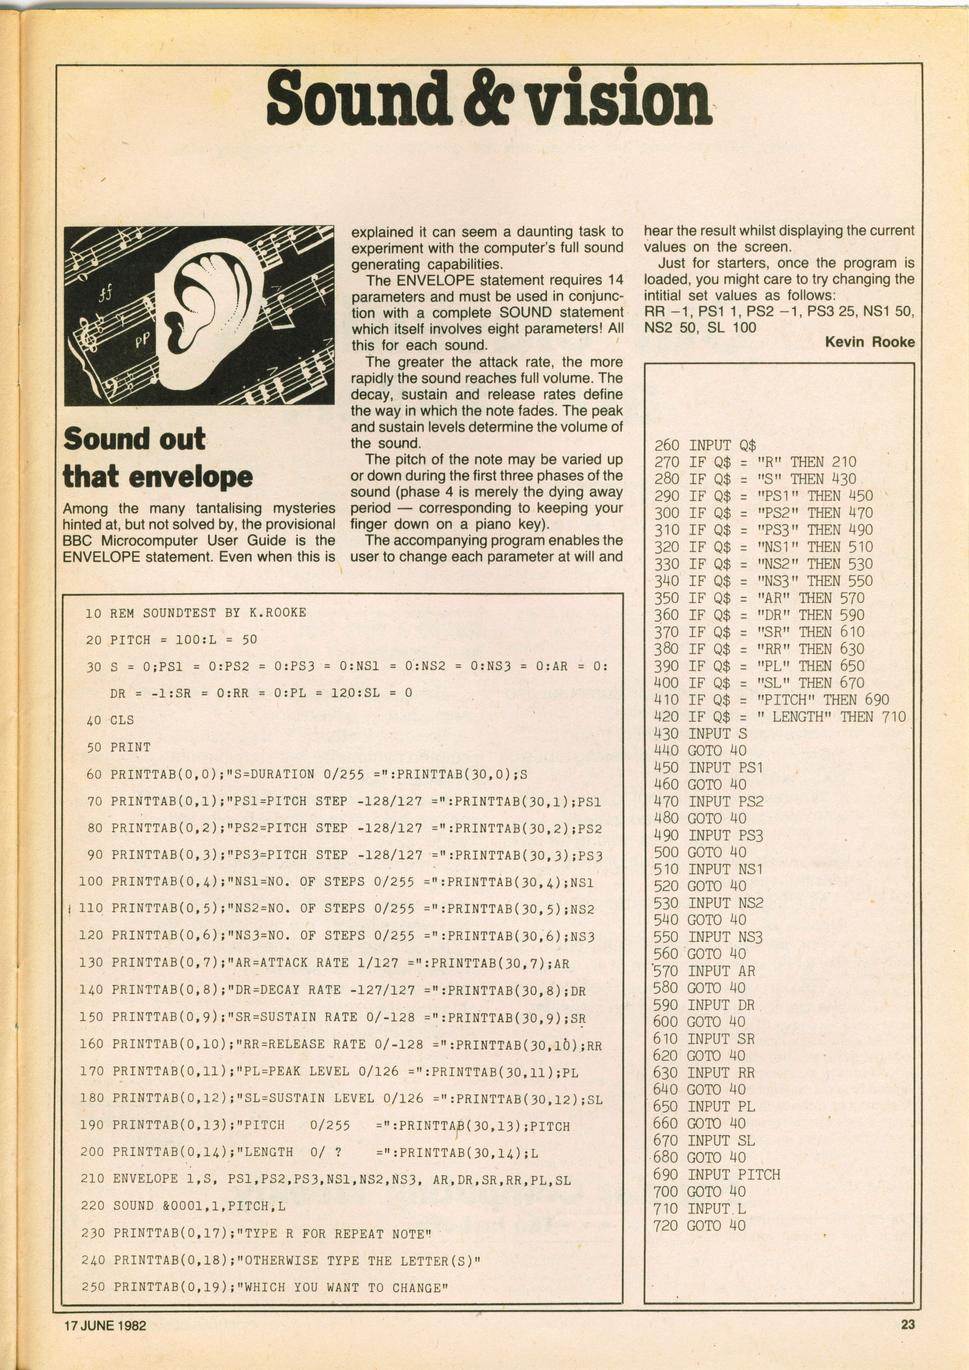 Sound & vision
ff
pp
Sound out
that envelope
Among the many tantalising mysteries
hinted at, but not solved by, the provisional
BBC Microcomputer User Guide is the
ENVELOPE statement. Even when this is
explained it can seem a daunting task to
experiment with the computer's full sound
generating capabilities.
The ENVELOPE statement requires 14
parameters and must be used in conjunc-
tion with a complete SOUND statement
which itself involves eight parameters! All
this for each sound.
The greater the attack rate, the more
rapidly the sound reaches full volume. The
decay, sustain and release rates define
the way in which the note fades. The peak
and sustain levels determine the volume of
the sound.
The pitch of the note may be varied up
or down during the first three phases of the
sound (phase 4 is merely the dying away
period — corresponding to keeping your
finger down on a piano key).
The accompanying program enables the
user to change each parameter at will and
hear the result whilst displaying the current
values on the screen.
Just for starters, once the program is
loaded, you might care to try changing the
intitial set values as follows:
RR −1, PS1 1, PS2 −1, PS3 25, NS1 50,
NS2 50, SL 100
Kevin Rooke
10 REM SOUNDTEST BY K.ROOKE
20 PITCH = 100:L = 50
30 S = 0;PS1 = 0:PS2 = 0:PS3 = 0:NS1 = 0:NS2 = 0:NS3 = 0:AR = 0:
DR = -1:SR = 0:RR = 0:PL = 120:SL = 0
40 CLS
50 PRINT
60 PRINTTAB(0,0);"S=DURATION 0/255 =":PRINTTAB(30,0);S
70 PRINTTAB(0,1);"PS1=PITCH STEP -128/127 =":PRINTTAB(30,1);PS1
80 PRINTTAB(0,2);"PS2=PITCH STEP -128/127 =":PRINTTAB(30,2);PS2
90 PRINTTAB(0,3);"PS3=PITCH STEP -128/127 =":PRINTTAB(30,3);PS3
100 PRINTTAB(0,4);"NS1=NO. OF STEPS 0/255 =":PRINTTAB(30,4);NS1
110 PRINTTAB(0,5);"NS2=NO. OF STEPS 0/255 =":PRINTTAB(30,5);NS2
120 PRINTTAB(0,6);"NS3=NO. OF STEPS 0/255 =":PRINTTAB(30,6);NS3
130 PRINTTAB(0,7);"AR=ATTACK RATE 1/127 =":PRINTTAB(30,7);AR
140 PRINTTAB(0,8);"DR=DECAY RATE -127/127 =":PRINTTAB(30,8);DR
150 PRINTTAB(0,9);"SR=SUSTAIN RATE 0/-128 =":PRINTTAB(30,9);SR
160 PRINTTAB(0,10);"RR=RELEASE RATE 0/-128 =":PRINTTAB(30,10);RR
170 PRINTTAB(0,11);"PL=PEAK LEVEL 0/126 =":PRINTTAB(30,11);PL
180 PRINTTAB(0,12);"SL=SUSTAIN LEVEL 0/126 =":PRINTTAB(30,12);SL
190 PRINTTAB(0,13);"PITCH 0/255 =":PRINTTAB(30,13);PITCH
200 PRINTTAB(0,14);"LENGTH 0/ ? =":PRINTTAB(30,14);L
210 ENVELOPE 1,S, PS1,PS2,PS3,NS1,NS2,NS3, AR,DR,SR,RR,PL,SL
220 SOUND &0001,1,PITCH,L
230 PRINTTAB(0,17);"TYPE R FOR REPEAT NOTE"
240 PRINTTAB(0,18);"OTHERWISE TYPE THE LETTER(S)"
250 PRINTTAB(0,19);"WHICH YOU WANT TO CHANGE"
260 INPUT Q$
270 IF Q$ = "R" THEN 210
280 IF Q$ = "S" THEN 430
290 IF Q$ = "PS1" THEN 450
300 IF Q$ = "PS2" THEN 470
310 IF Q$ = "PS3" THEN 490
320 IF Q$ = "NS1" THEN 510
330 IF Q$ = "NS2" THEN 530
340 IF Q$ = "NS3" THEN 550
350 IF Q$ = "AR" THEN 570
360 IF Q$ = "DR" THEN 590
370 IF Q$ = "SR" THEN 610
380 IF Q$ = "RR" THEN 630
390 IF Q$ = "PL" THEN 650
400 IF Q$ = "SL" THEN 670
410 IF Q$ = "PITCH" THEN 690
420 IF Q$ = " LENGTH" THEN 710
430 INPUT S
440 GOTO 40
450 INPUT PS1
460 GOTO 40
470 INPUT PS2
480 GOTO 40
490 INPUT PS3
500 GOTO 40
510 INPUT NS1
520 GOTO 40
530 INPUT NS2
540 GOTO 40
550 INPUT NS3
560 GOTO 40
570 INPUT AR
580 GOTO 40
590 INPUT DR
600 GOTO 40
610 INPUT SR
620 GOTO 40
630 INPUT RR
640 GOTO 40
650 INPUT PL
660 GOTO 40
670 INPUT SL
680 GOTO 40
690 INPUT PITCH
700 GOTO 40
710 INPUT L
720 GOTO 40
17 JUNE 1982
23